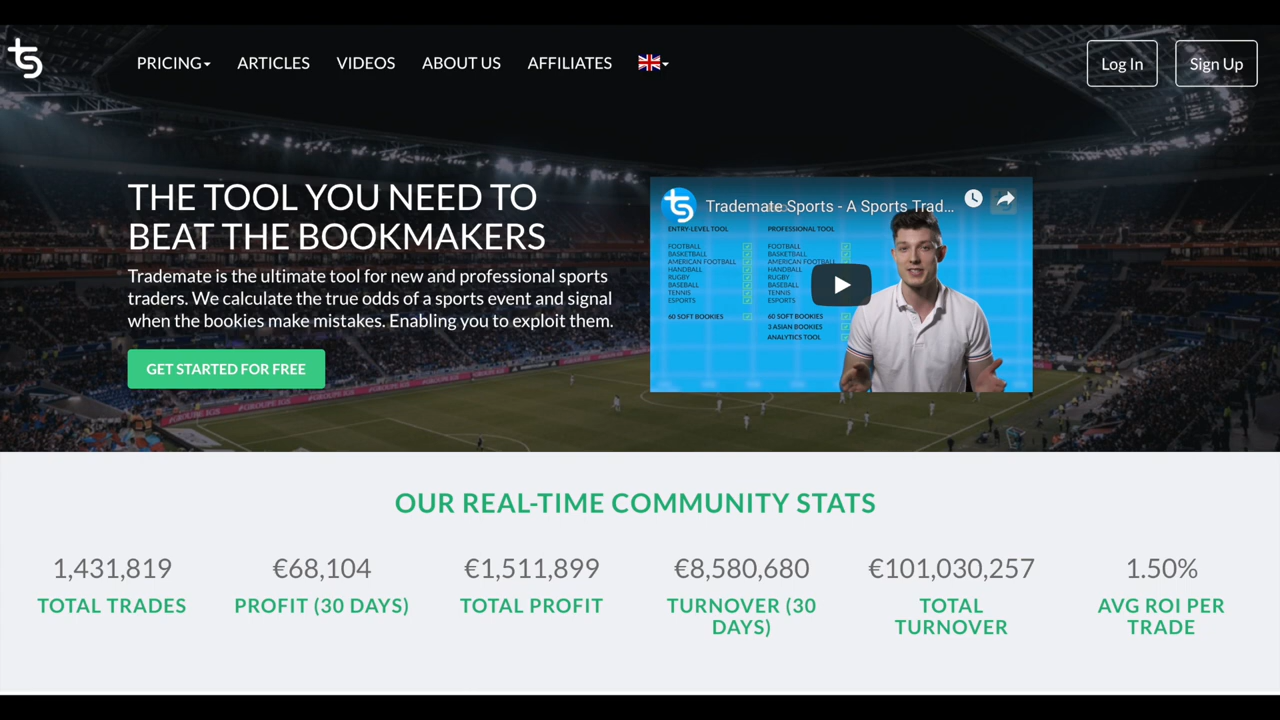 ts
PRICING
ARTICLES
VIDEOS
ABOUT US
AFFILIATES
Log In
Sign Up
THE TOOL YOU NEED TO
BEAT THE BOOKMAKERS
Trademate is the ultimate tool for new and professional sports
traders. We calculate the true odds of a sports event and signal
when the bookies make mistakes. Enabling you to exploit them.
GET STARTED FOR FREE
ts
Trademate Sports - A Sports Trad...
ENTRY-LEVEL TOOL
FOOTBALL
BASKETBALL
AMERICAN FOOTBALL
HANDBALL
RUGBY
BASEBALL
TENNIS
ESPORTS
60 SOFT BOOKIES
PROFESSIONAL TOOL
FOOTBALL
BASKETBALL
AMERICAN FOOTBALL
HANDBALL
RUGBY
BASEBALL
TENNIS
ESPORTS
60 SOFT BOOKIES
3 ASIAN BOOKIES
ANALYTICS TOOL
OUR REAL-TIME COMMUNITY STATS
1,431,819
TOTAL TRADES
€68,104
PROFIT (30 DAYS)
€1,511,899
TOTAL PROFIT
€8,580,680
TURNOVER (30
DAYS)
€101,030,257
TOTAL
TURNOVER
1.50%
AVG ROI PER
TRADE